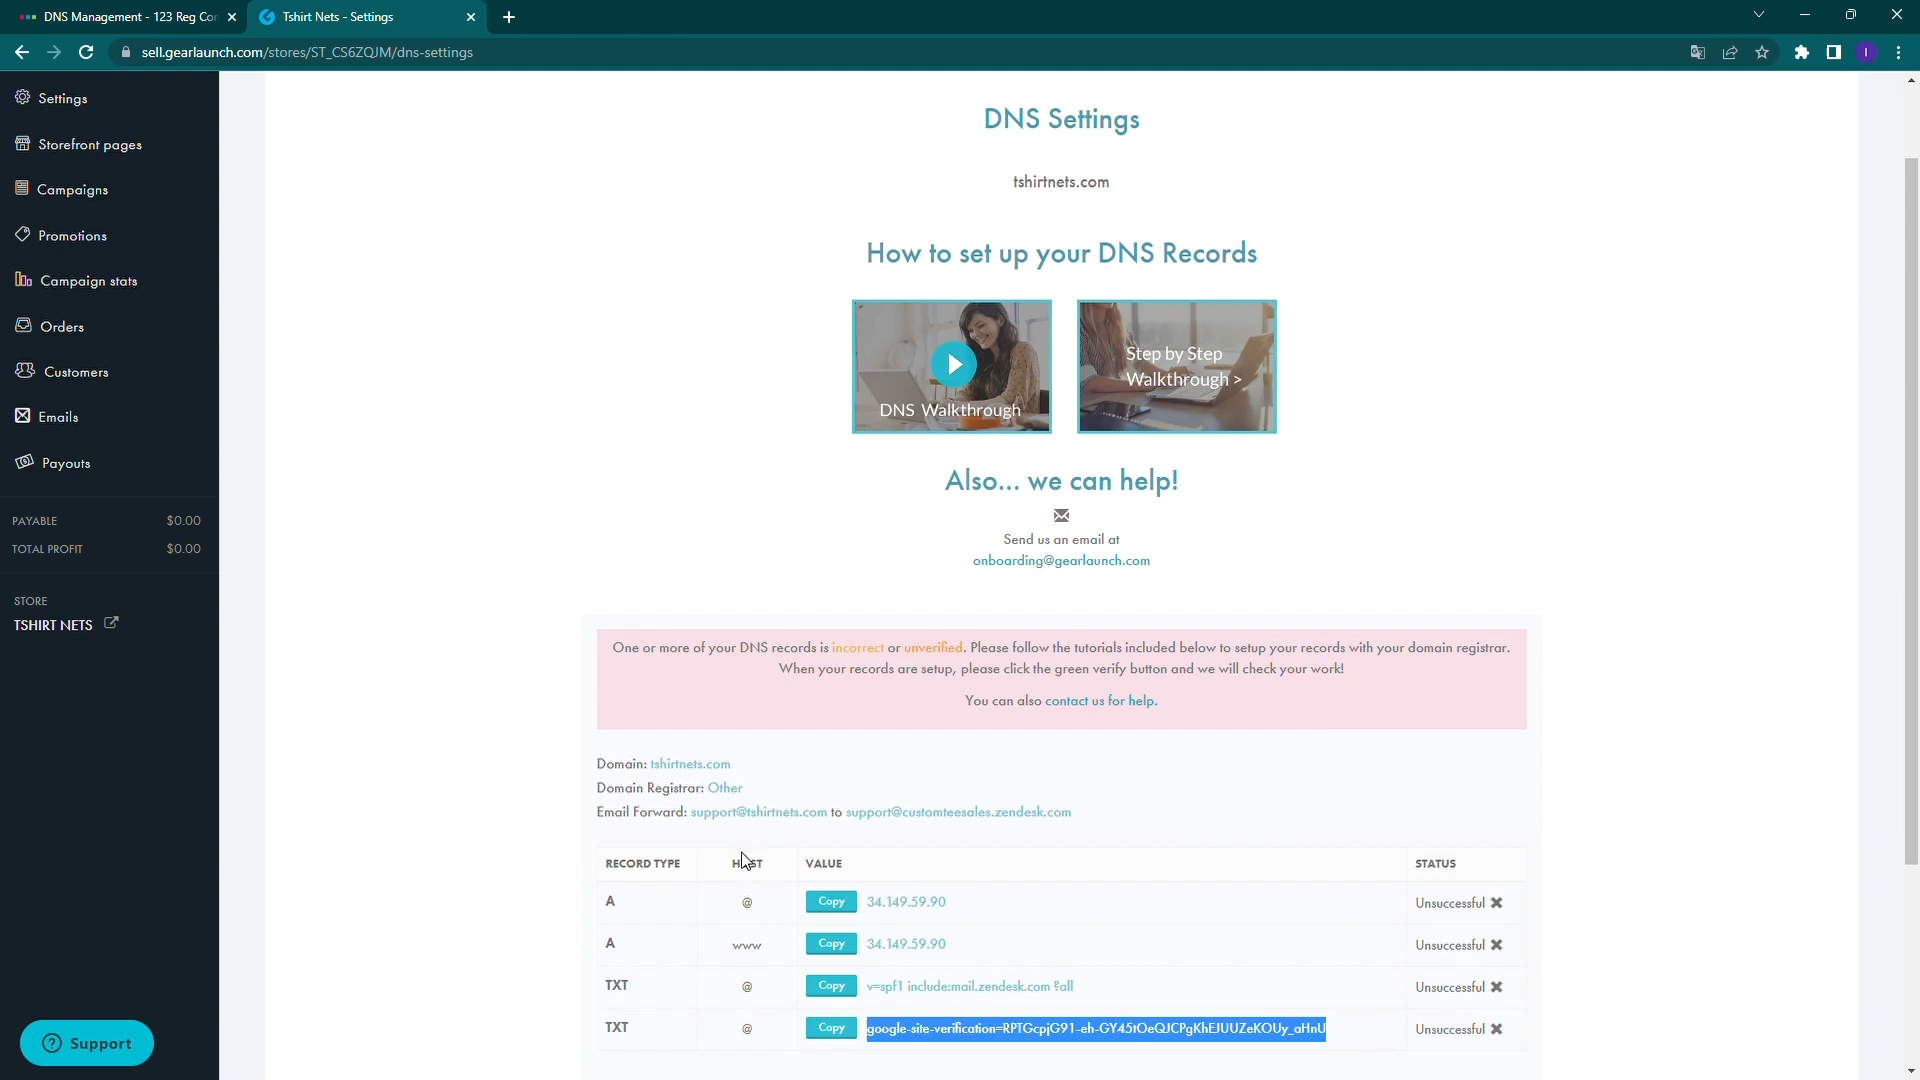 DNS Management - 123 Reg Cor
Tshirt Nets - Settings
sell.gearlaunch.com/stores/ST_CS6ZQJM/dns-settings
I
Settings
Storefront pages
Campaigns
Promotions
Campaign stats
Orders
Customers
Emails
Payouts
PAYABLE $0.00
TOTAL PROFIT $0.00
STORE
TSHIRT NETS
Support
DNS Settings
tshirtnets.com
How to set up your DNS Records
DNS Walkthrough
Step by Step
Walkthrough >
Also... we can help!
Send us an email at
onboarding@gearlaunch.com
One or more of your DNS records is incorrect or unverified. Please follow the tutorials included below to setup your records with your domain registrar.
When your records are setup, please click the green verify button and we will check your work!
You can also contact us for help.
Domain: tshirtnets.com
Domain Registrar: Other
Email Forward: support@tshirtnets.com to support@customteesales.zendesk.com
RECORD TYPE HOST VALUE STATUS
A @ Copy 34.149.59.90 Unsuccessful ✖
A www Copy 34.149.59.90 Unsuccessful ✖
TXT @ Copy v=spf1 include:mail.zendesk.com ?all Unsuccessful ✖
TXT @ Copy google-site-verification=RPTGcpjG91-eh-GY45tOeQJCPgKhEJUUZeKOUy_aHnU Unsuccessful ✖